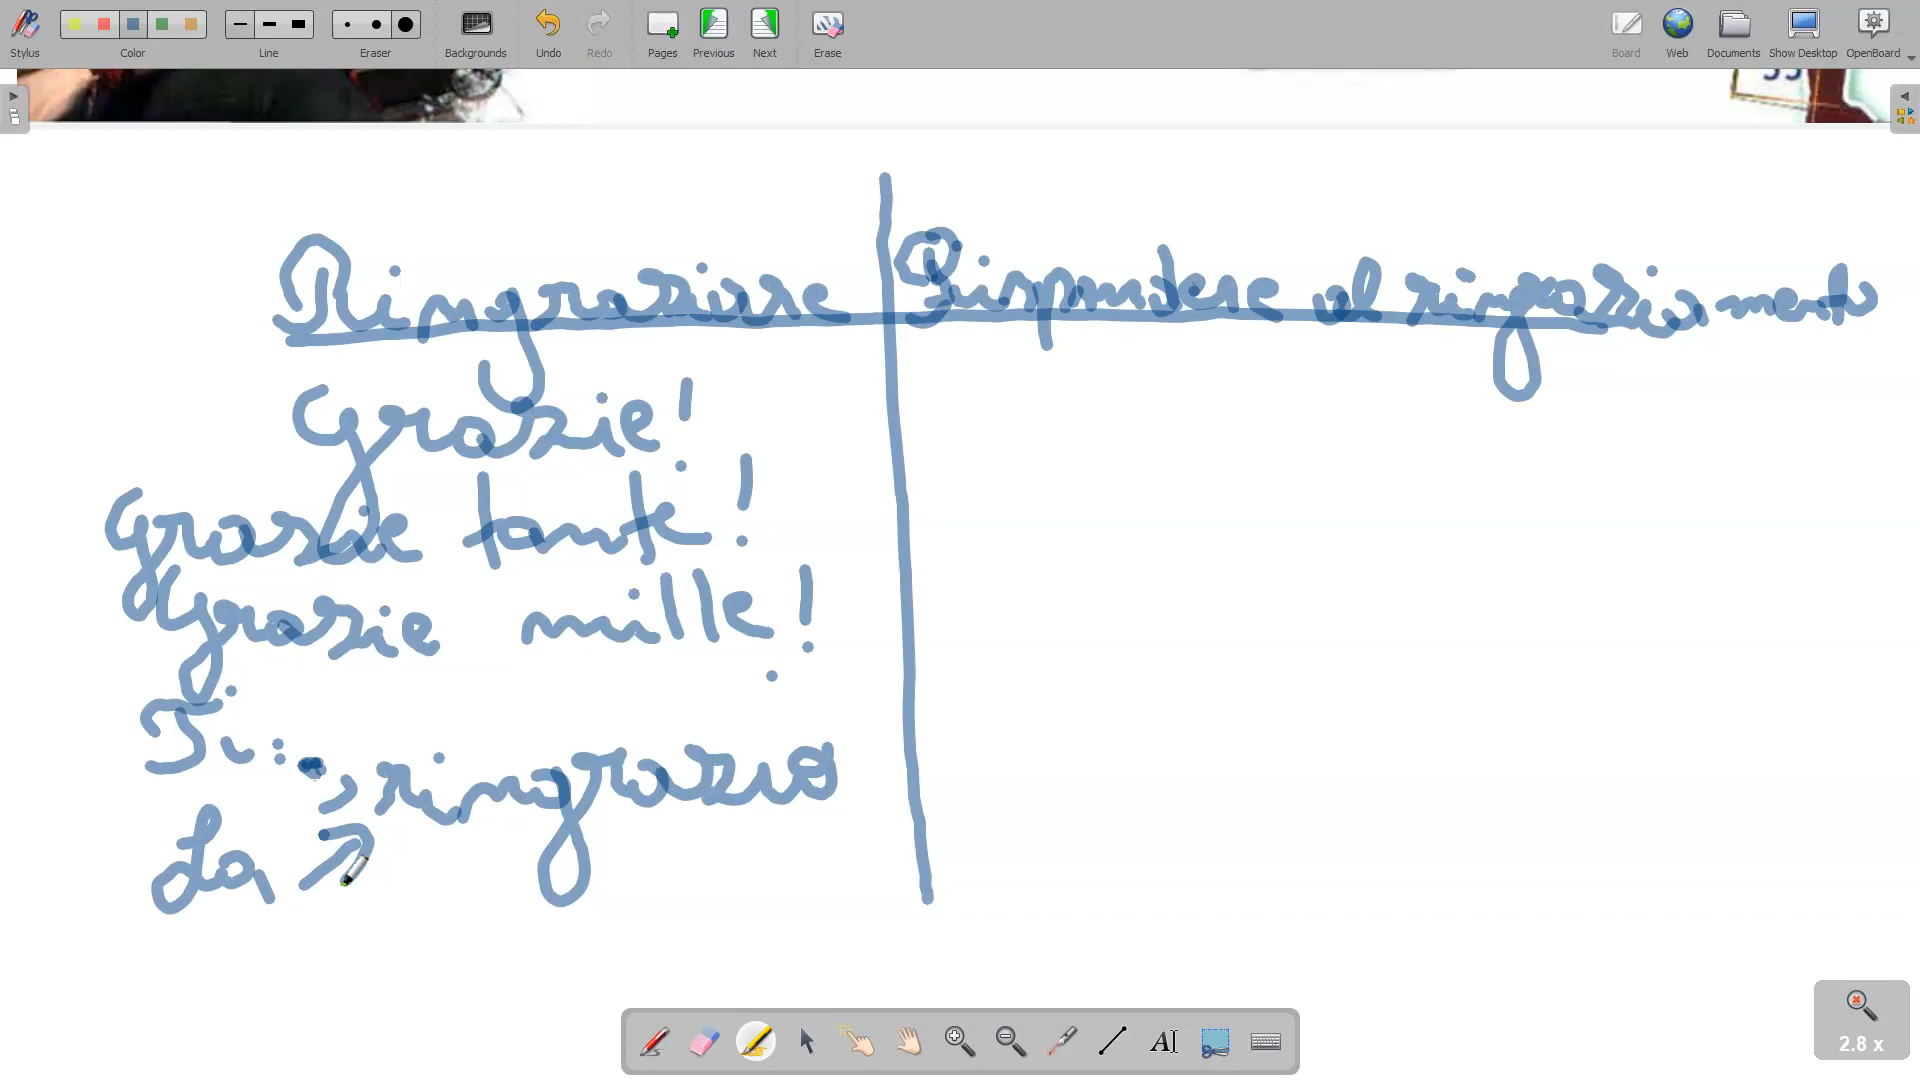 Stylus
Color
Line
Eraser
Backgrounds
Undo
Redo
Pages
Previous
Next
Erase
Board
Web
Documents
Show Desktop
OpenBoard
Ringraziare
Rispondere al ringraziamento
Grazie!
Grazie tante!
Grazie mille!
Ti
ringrazio
La
2.8 x